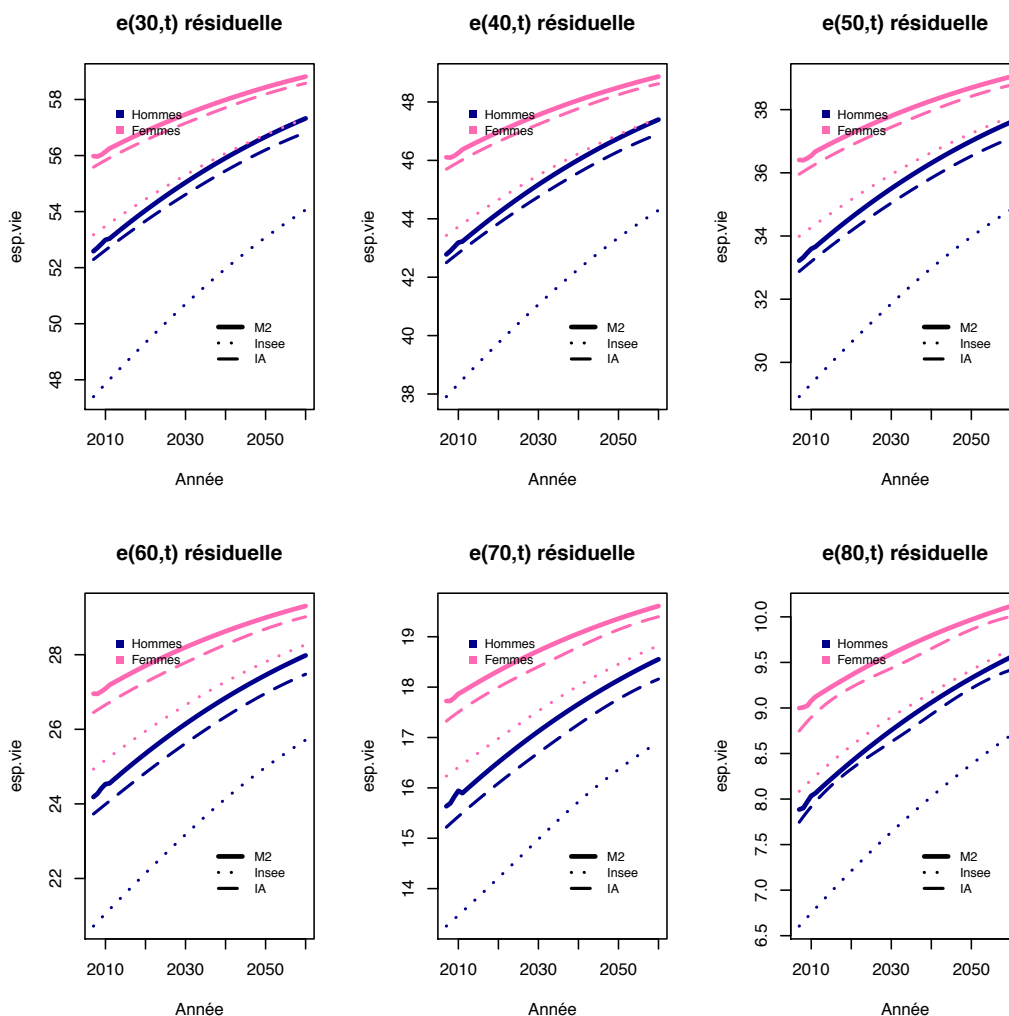 e(30,t) résiduelle
esp.vie
58
56
54
52
50
48
Hommes
Femmes
M2
Insee
IA
2010 2030 2050
Année
e(40,t) résiduelle
esp.vie
48
46
44
42
40
38
Hommes
Femmes
M2
Insee
IA
2010 2030 2050
Année
e(50,t) résiduelle
esp.vie
38
36
34
32
30
Hommes
Femmes
M2
Insee
IA
2010 2030 2050
Année
e(60,t) résiduelle
esp.vie
28
26
24
22
Hommes
Femmes
M2
Insee
IA
2010 2030 2050
Année
e(70,t) résiduelle
esp.vie
19
18
17
16
15
14
Hommes
Femmes
M2
Insee
IA
2010 2030 2050
Année
e(80,t) résiduelle
esp.vie
10.0
9.5
9.0
8.5
8.0
7.5
7.0
6.5
Hommes
Femmes
M2
Insee
IA
2010 2030 2050
Année